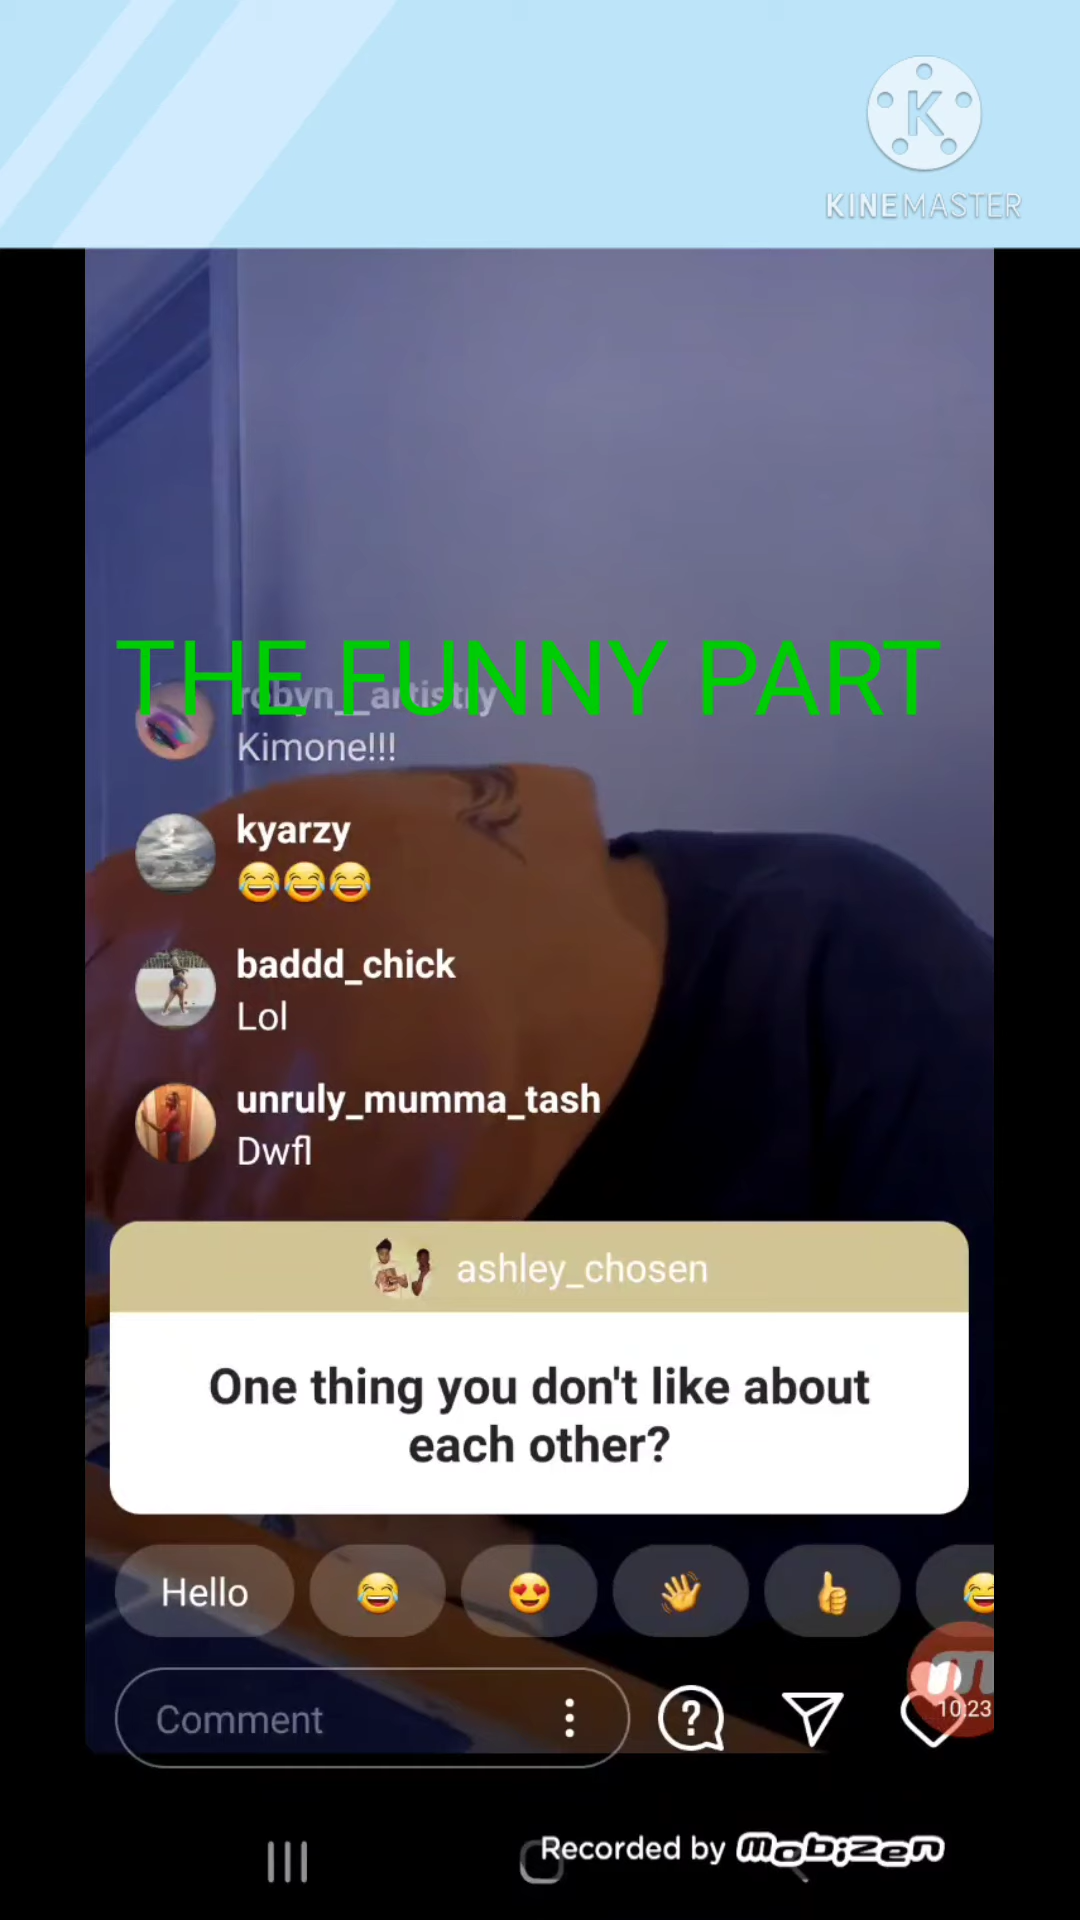 K
KINEMASTER
THE FUNNY PART
robyn__artistry
Kimone!!!
kyarzy
😂😂😂
baddd_chick
Lol
unruly_mumma_tash
Dwfl
ashley_chosen
One thing you don't like about
each other?
Hello 😂 😍 👋 👍 😂
Comment ?
m
10:23
Recorded by mobizen